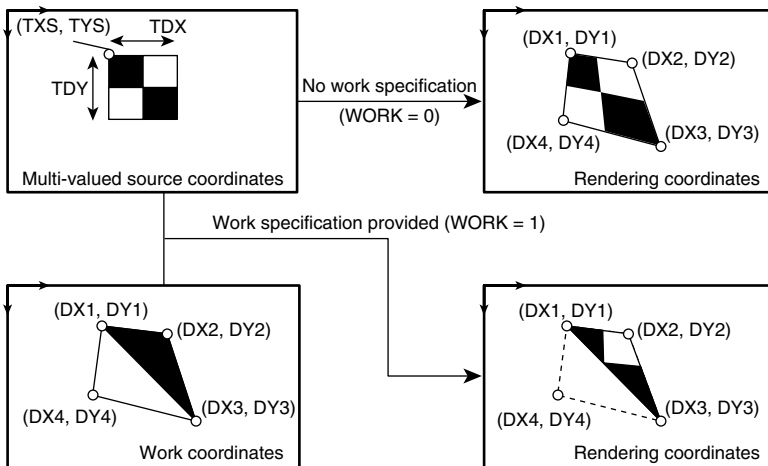 (TXS, TYS)
TDX
TDY
Multi-valued source coordinates
No work specification
(WORK = 0)
(DX1, DY1)
(DX2, DY2)
(DX4, DY4)
(DX3, DY3)
Rendering coordinates
Work specification provided (WORK = 1)
(DX1, DY1)
(DX2, DY2)
(DX4, DY4)
(DX3, DY3)
Work coordinates
(DX1, DY1)
(DX2, DY2)
(DX4, DY4)
(DX3, DY3)
Rendering coordinates